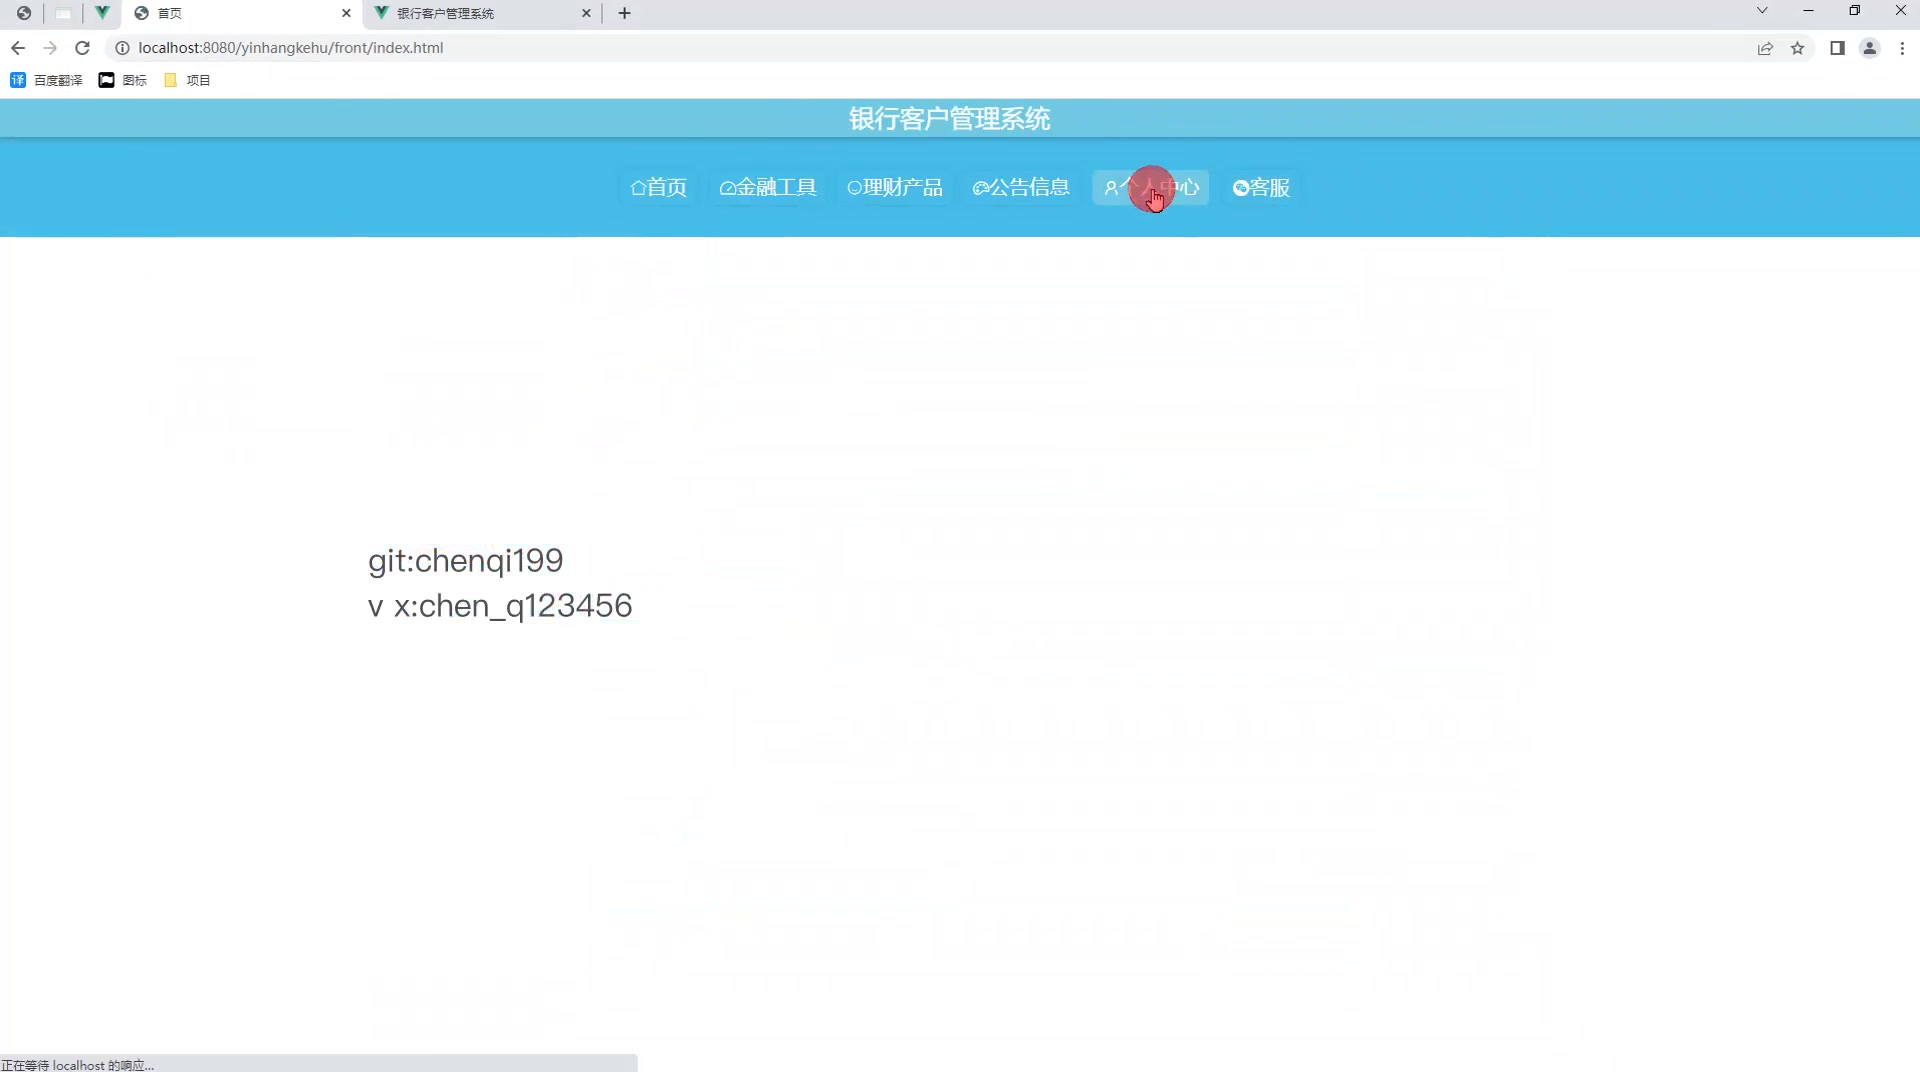 首页
银行客户管理系统
localhost:8080/yinhangkehu/front/index.html
译 百度翻译 图标 项目
银行客户管理系统
首页 金融工具 理财产品 公告信息 个人中心 客服
git:chenqi199
v x:chen_q123456
正在等待 localhost 的响应...